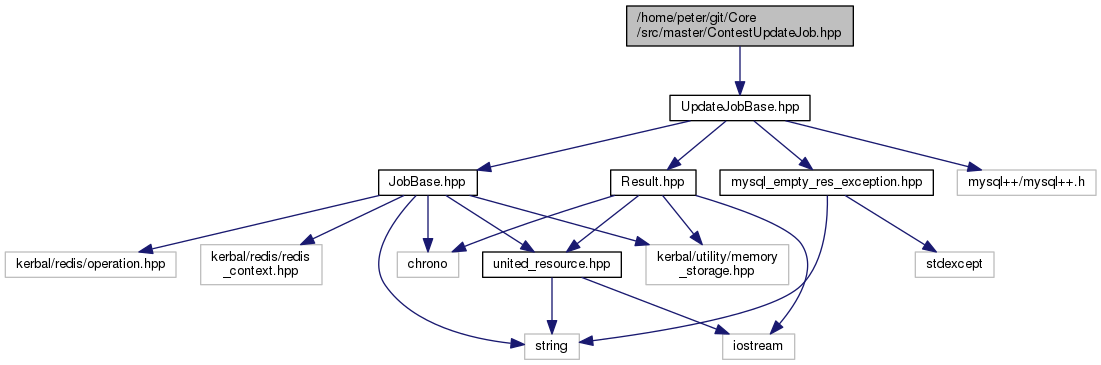 /home/peter/git/Core
/src/master/ContestUpdateJob.hpp
UpdateJobBase.hpp
JobBase.hpp
Result.hpp
mysql_empty_res_exception.hpp
mysql++/mysql++.h
kerbal/redis/operation.hpp
kerbal/redis/redis
_context.hpp
chrono
united_resource.hpp
kerbal/utility/memory
_storage.hpp
stdexcept
string
iostream